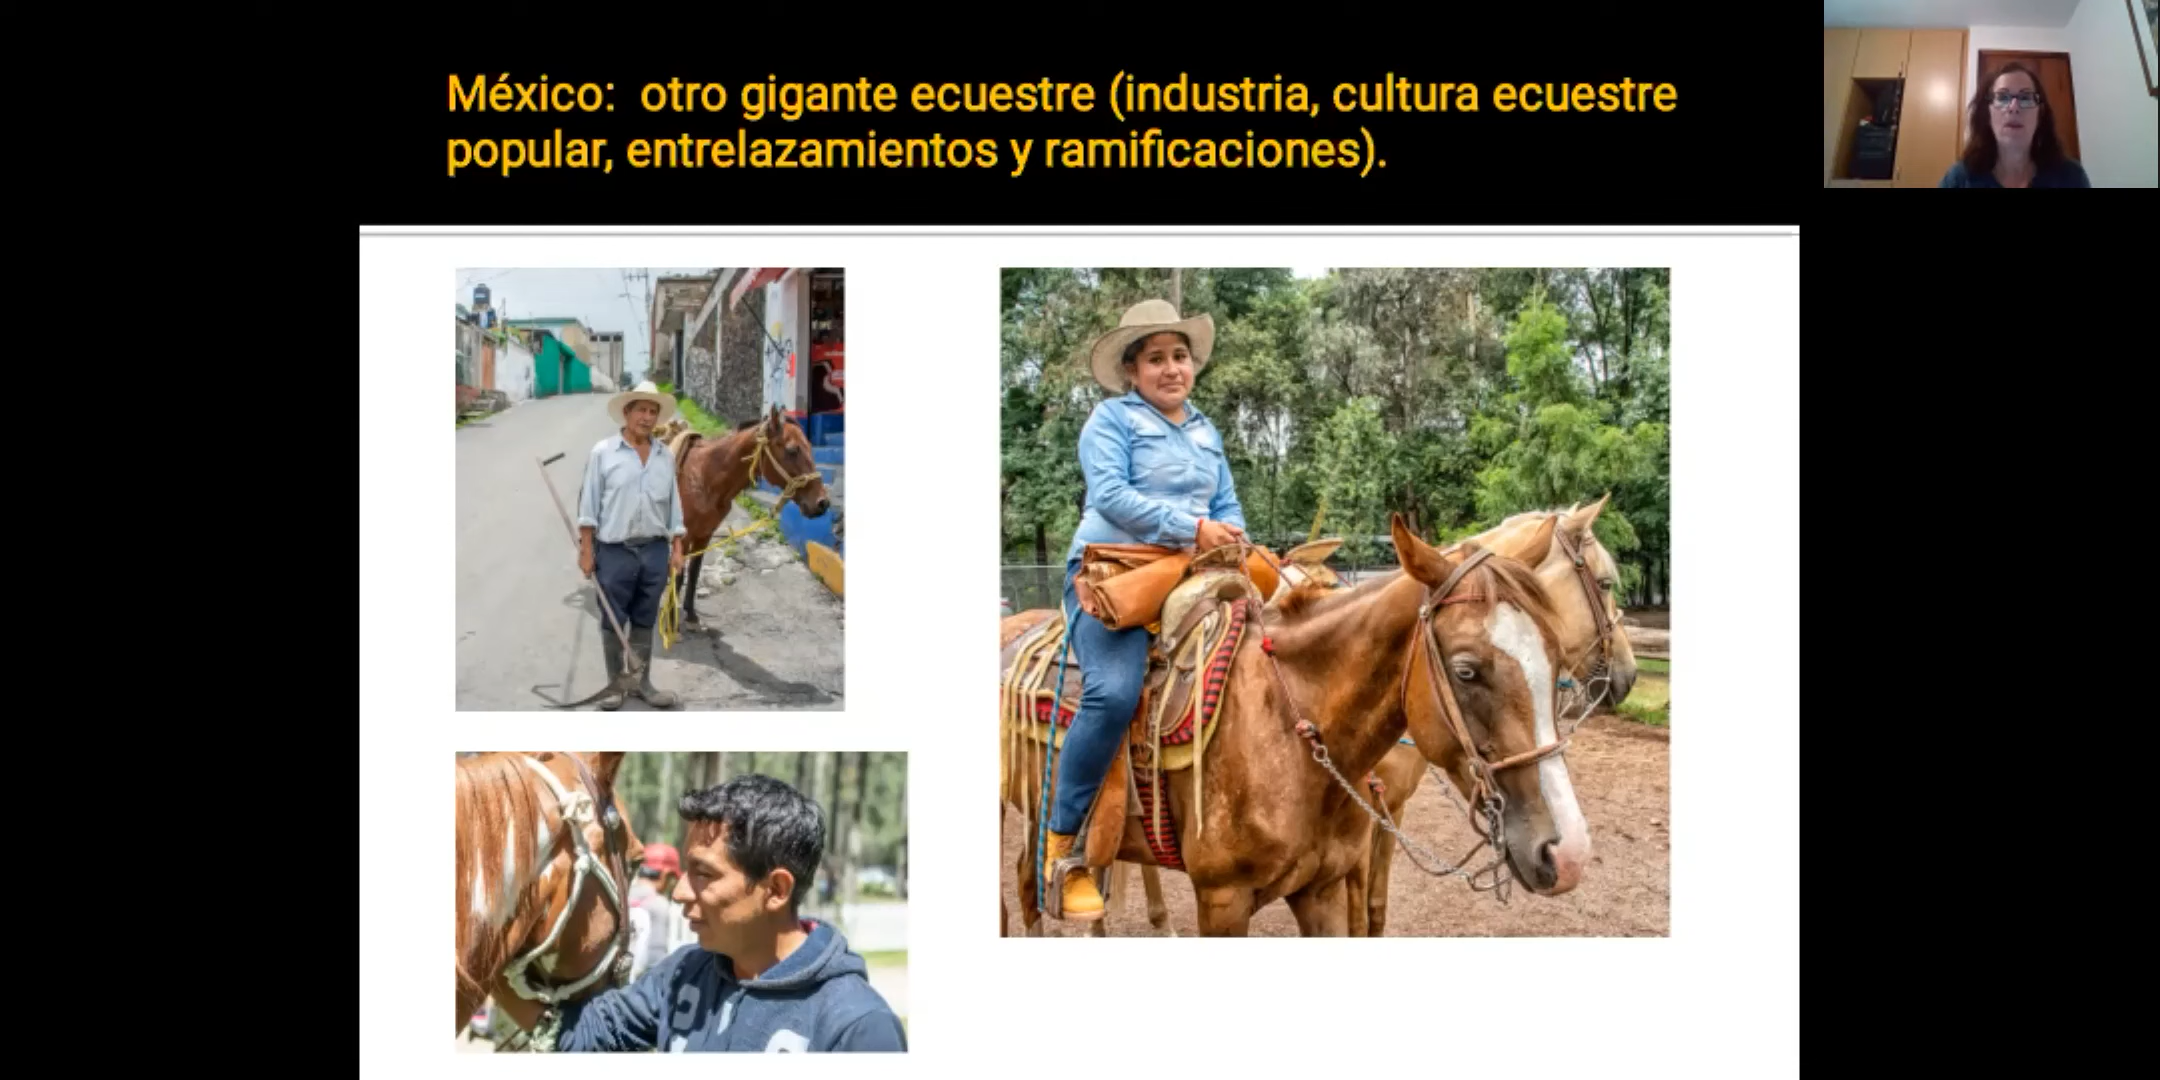 México:  otro gigante ecuestre (industria, cultura ecuestre
popular, entrelazamientos y ramificaciones).